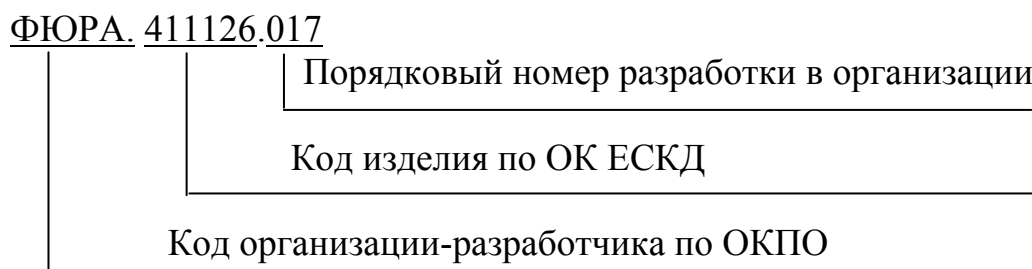 ФЮРА. 411126.017
Порядковый номер разработки в организации
Код изделия по ОК ЕСКД
Код организации-разработчика по ОКПО